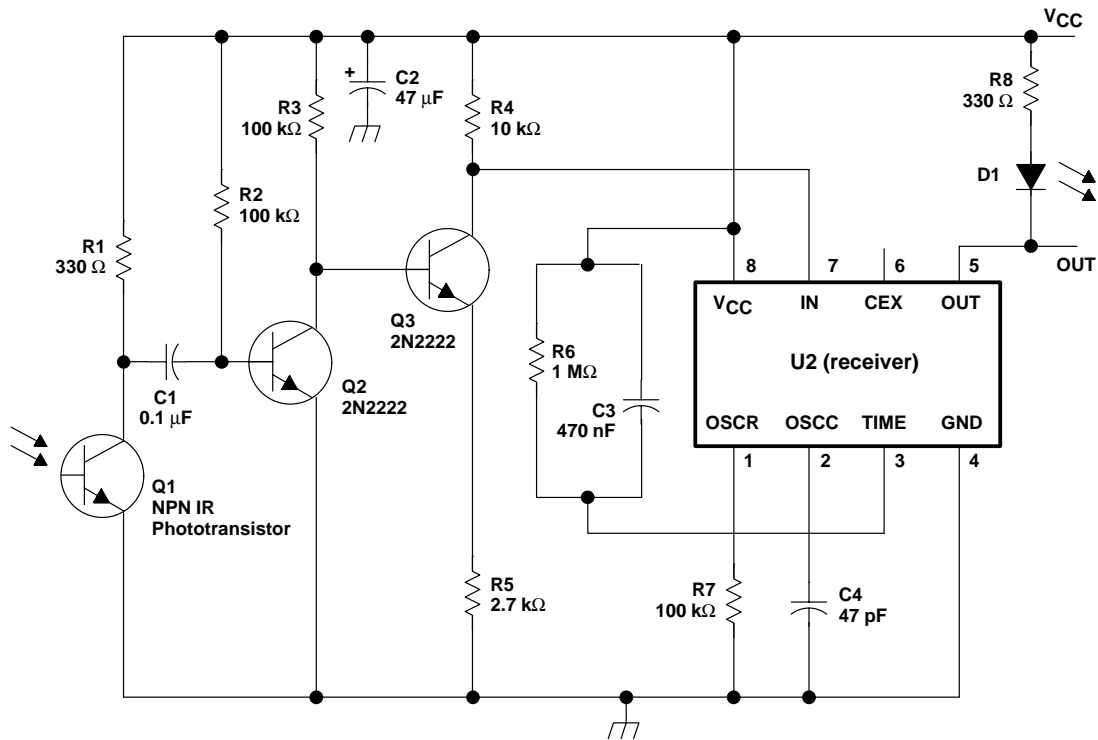 VCC
C2
47 μF
R3
100 kΩ
R4
10 kΩ
R8
330 Ω
D1
R2
100 kΩ
R1
330 Ω
OUT
8
7
6
5
VCC
IN
CEX
OUT
Q3
2N2222
R6
1 MΩ
U2 (receiver)
Q2
2N2222
C1
0.1 μF
C3
470 nF
OSCR
OSCC
TIME
GND
1
2
3
4
Q1
NPN IR
Phototransistor
R5
2.7 kΩ
R7
100 kΩ
C4
47 pF
+